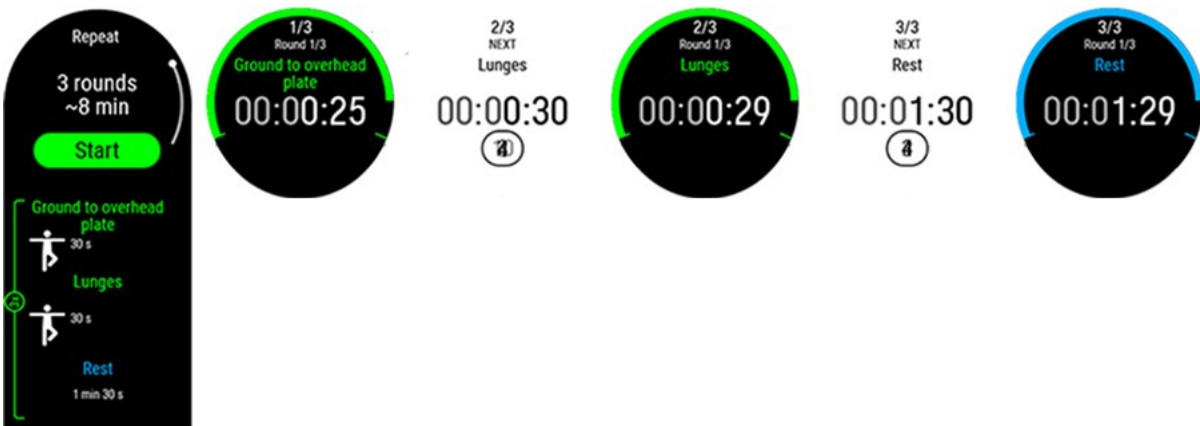 Repeat
3 rounds
~8 min
Start
Ground to overhead
plate
30 s
Lunges
30 s
Rest
1 min 30 s
1/3
Round 1/3
Ground to overhead
plate
00:00:25
2/3
NEXT
Lunges
00:00:30
2/3
Round 1/3
Lunges
00:00:29
3/3
NEXT
Rest
00:01:30
3/3
Round 1/3
Rest
00:01:29